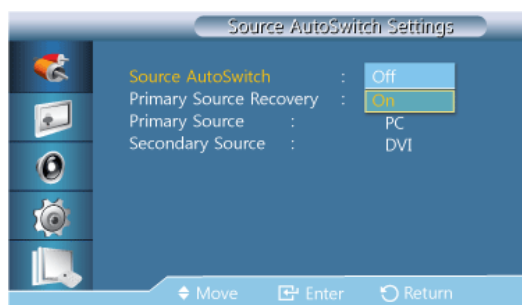 Source AutoSwitch Settings
Source AutoSwitch : Off
Primary Source Recovery : On
Primary Source : PC
Secondary Source : DVI
Move Enter Return